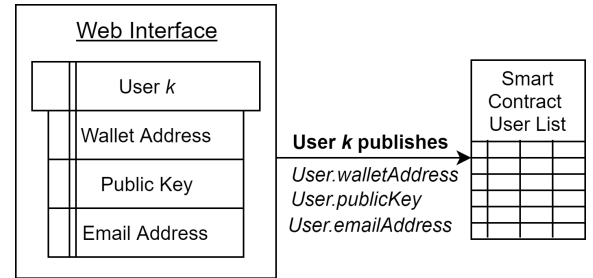 Web Interface
User k
Wallet Address
Public Key
Email Address
User k publishes
User.walletAddress
User.publicKey
User.emailAddress
Smart
Contract
User List